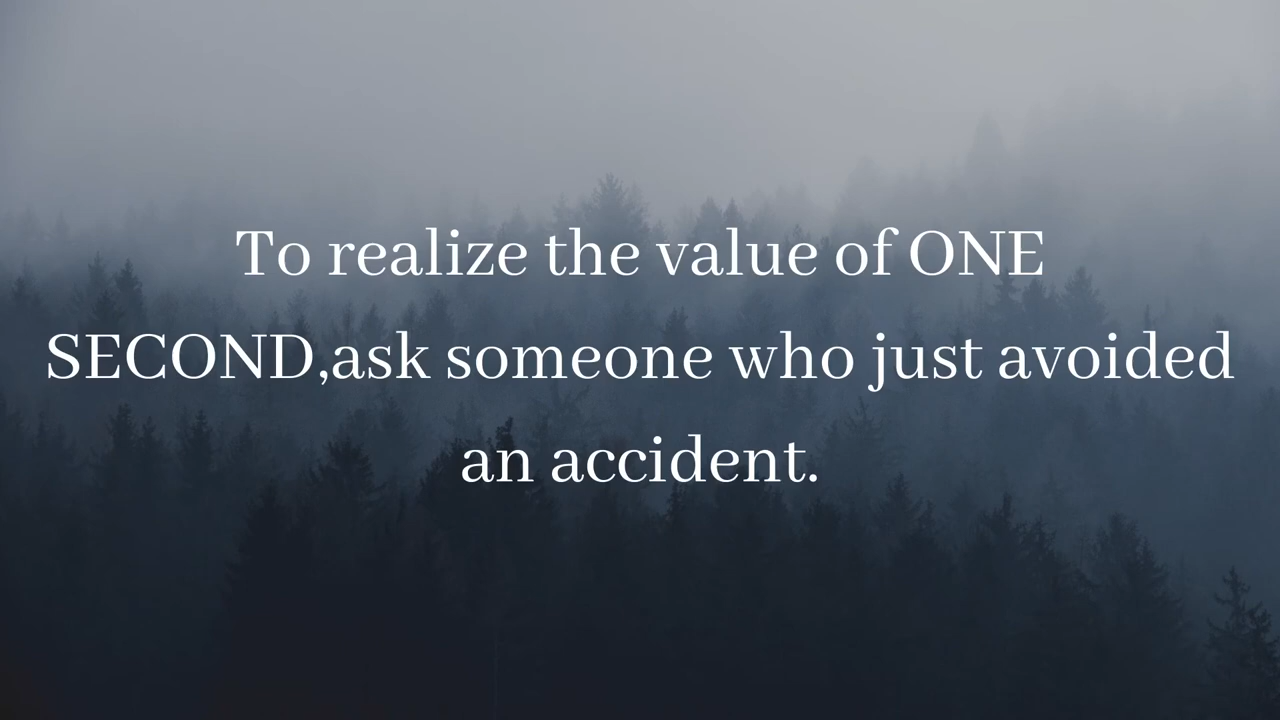 To realize the value of ONE
SECOND,ask someone who just avoided
an accident.